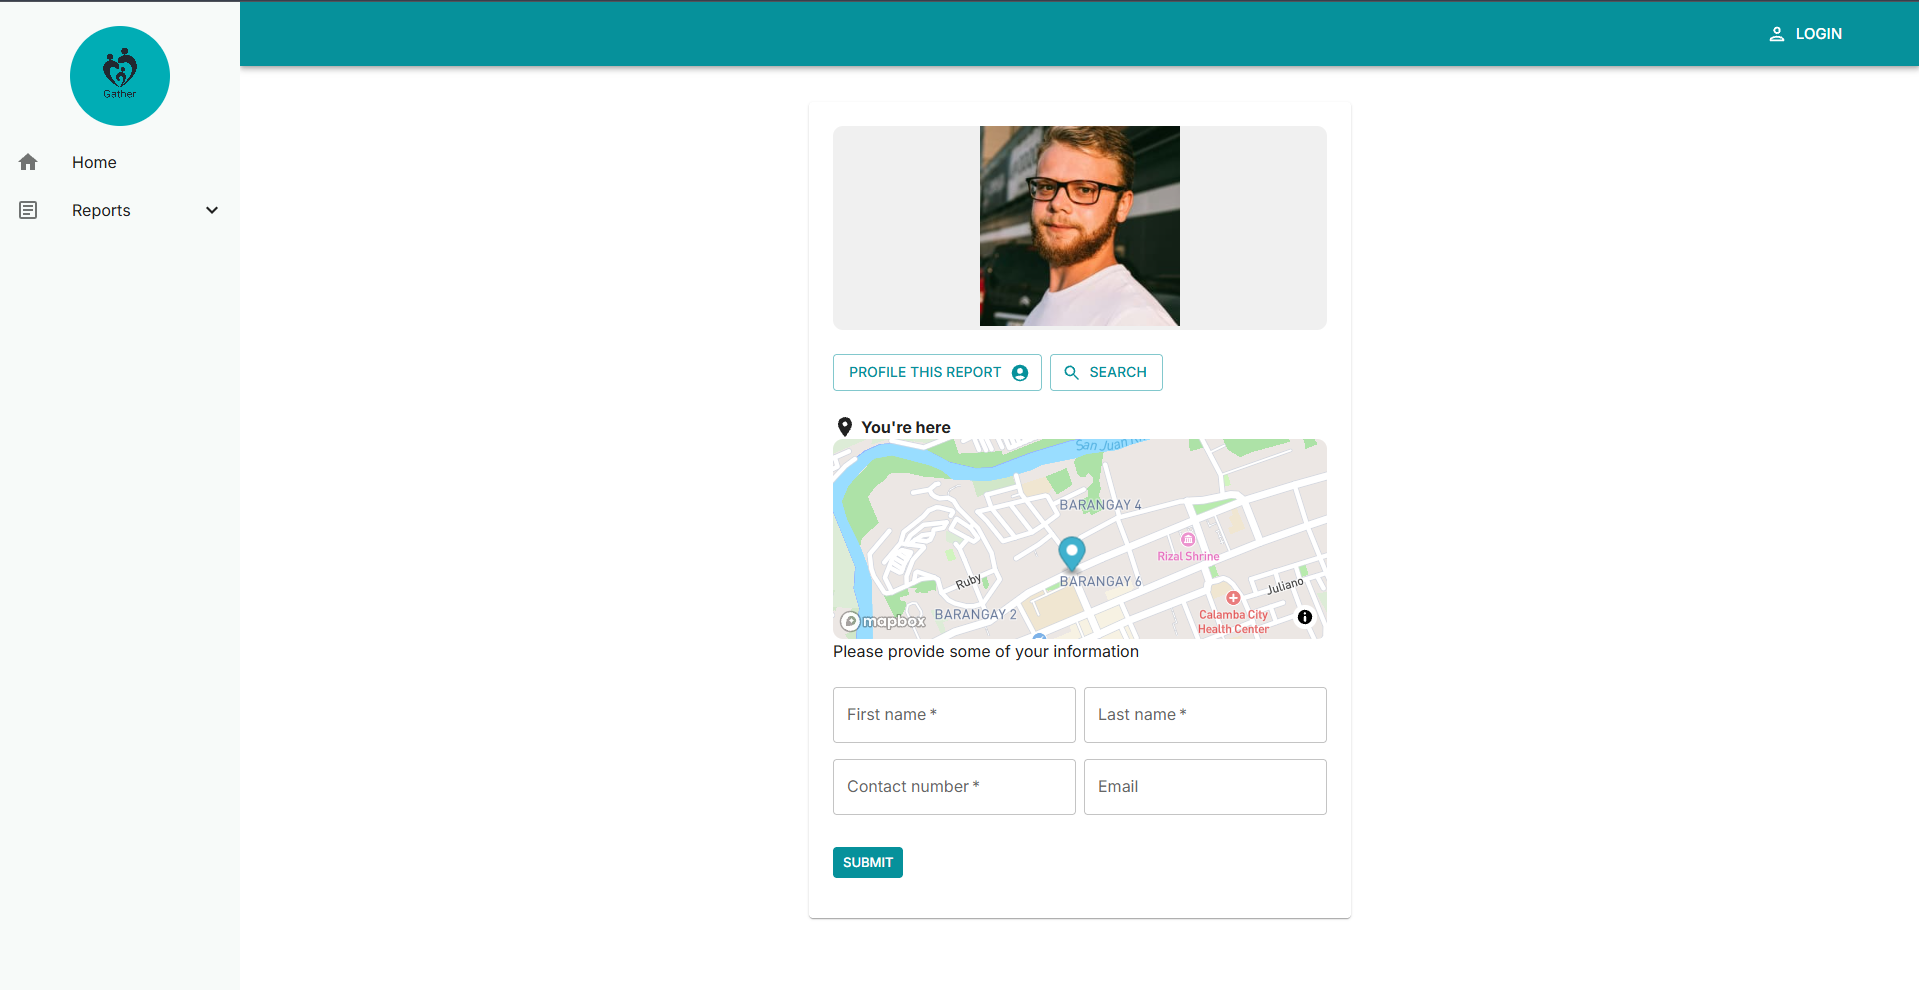 Gather
LOGIN
Home
Reports
PROFILE THIS REPORT
SEARCH
You're here
BARANGAY 4
Rizal Shrine
BARANGAY 6
Ruby
Juliano
BARANGAY 2
Calamba City
Health Center
mapbox
Please provide some of your information
First name *
Last name *
Contact number *
Email
SUBMIT